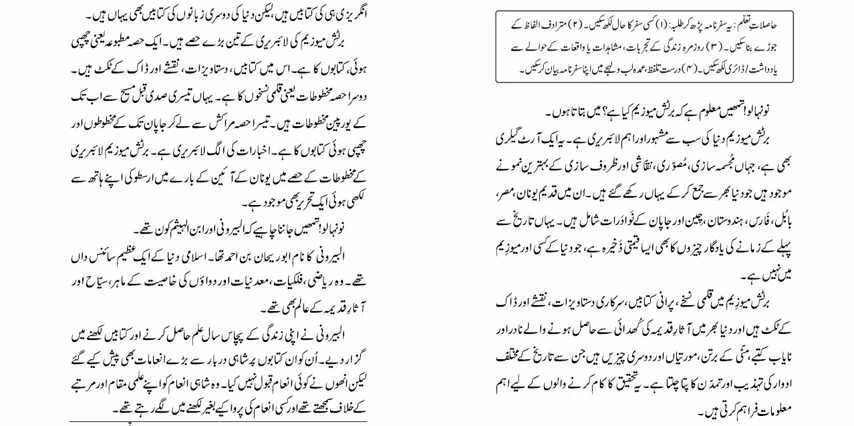 حاصلاتِ تعلم: یہ سفر نامہ پڑھ کر طلبہ: (۱) کسی سفر کا حال لکھ سکیں۔ (۲) مترادف الفاظ کے
جوڑے بنا سکیں۔ (۳) روز مرہ زندگی کے تجربات، مشاہدات یا واقعات کے حوالے سے
یادداشت/ڈائری لکھ سکیں۔ (۴) درست تلفظ، عمدہ لب و لہجے میں اپنا سفر نامہ بیان کر سکیں۔
نونہالو! تمھیں معلوم ہے کہ برٹش میوزیم کیا ہے؟ میں بتاتا ہوں۔
برٹش میوزیم دنیا کی سب سے مشہور اور اہم لائبریری ہے۔ یہ ایک آرٹ گیلری
بھی ہے، جہاں مجسمہ سازی، مصوّری، نقاشی اور ظروف سازی کے بہترین نمونے
موجود ہیں جو دنیا بھر سے جمع کر کے یہاں رکھے گئے ہیں۔ ان میں قدیم یونان، مصر،
بابُل، فارس، ہندوستان، چین اور جاپان کے نَوادرات شامل ہیں۔ یہاں تاریخ سے
پہلے کے زمانے کی یادگار چیزوں کا بھی ایسا قیمتی ذخیرہ ہے، جو دنیا کے کسی اور میوزیم
میں نہیں ہے۔
برٹش میوزیم میں قلمی نسخے، پرانی کتابیں، سرکاری دستاویزات، نقشے اور ڈاک
کے ٹکٹ ہیں اور دنیا بھر میں آثارِ قدیمہ کی کُھدائی سے حاصل ہونے والے نادر اور
نایاب کتبے، مٹّی کے برتن، مورتیاں اور دوسری چیزیں ہیں جن سے تاریخ کے مختلف
ادوار کی تہذیب اور تمدّن کا پتا چلتا ہے۔ یہ تحقیق کا کام کرنے والوں کے لیے اہم
معلومات فراہم کرتی ہیں۔
انگریزی ہی کی کتابیں ہیں، لیکن دنیا کی دوسری زبانوں کی کتابیں بھی یہاں ہیں۔
برٹش میوزیم کی لائبریری کے تین بڑے حصے ہیں۔ ایک حصہ مطبوعہ یعنی چھپی
ہوئی، کتابوں کا ہے۔ اس میں کتابیں، دستاویزات، نقشے اور ڈاک کے ٹکٹ ہیں۔
دوسرا حصہ مخطوطات یعنی قلمی نسخوں کا ہے۔ یہاں تیسری صدی قبل مسیح سے اب تک
کے یورپین مخطوطات ہیں۔ تیسرا حصہ مراکش سے لے کر جاپان تک کے مخطوطوں اور
چھپی ہوئی کتابوں کا ہے۔ اخبارات کی الگ لائبریری ہے۔ برٹش میوزیم لائبریری
کے مخطوطات کے حصے میں یونان کے آئین کے بارے میں ارسطو کی اپنے ہاتھ سے
لکھی ہوئی ایک تحریر بھی موجود ہے۔
نونہالو! تمھیں جاننا چاہیے کہ البیرونی اور ابن الہیثم کون تھے۔
البیرونی کا نام ابوریحان بن احمد تھا۔ اسلامی دنیا کے ایک عظیم سائنس داں
تھے۔ وہ ریاضی، فلکیات، معدنیات اور دواؤں کی خاصیت کے ماہر، سیّاح اور
آثارِ قدیمہ کے عالم بھی تھے۔
البیرونی نے اپنی زندگی کے پچاس سال علم حاصل کرنے اور کتابیں لکھنے میں
گزار دیے۔ اُن کو ان کتابوں پر شاہی دربار سے بڑے انعامات بھی پیش کیے گئے
لیکن انھوں نے کوئی انعام قبول نہیں کیا۔ وہ شاہی انعام کو اپنے علمی مقام اور مرتبے
کے خلاف سمجھتے تھے اور کسی انعام کی پروا کیے بغیر لکھنے میں لگے رہتے تھے۔